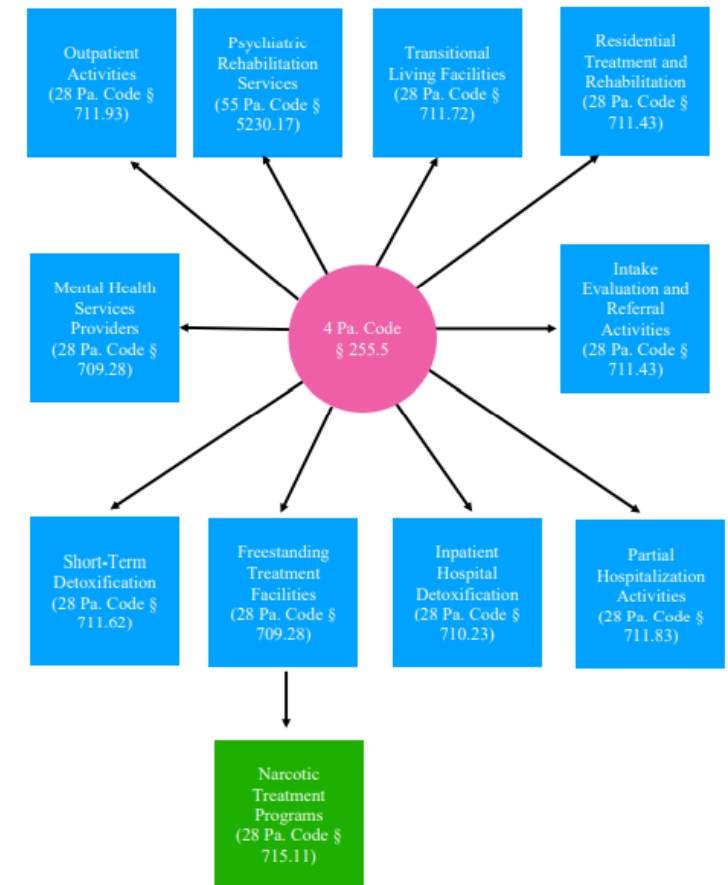 Outpatient
Activities
(28 Pa. Code §
711.93)
Psychiatric
Rehabilitation
Services
(55 Pa. Code §
5230.17)
Transitional
Living Facilities
(28 Pa. Code §
711.72)
Residential
Treatment and
Rehabilitation
(28 Pa. Code §
711.43)
Mental Health
Services
Providers
(28 Pa. Code §
709.28)
4 Pa. Code
§ 255.5
Intake
Evaluation and
Referral
Activities
(28 Pa. Code §
711.43)
Short-Term
Detoxification
(28 Pa. Code §
711.62)
Freestanding
Treatment
Facilities
(28 Pa. Code §
709.28)
Inpatient
Hospital
Detoxification
(28 Pa. Code §
710.23)
Partial
Hospitalization
Activities
(28 Pa. Code §
711.83)
Narcotic
Treatment
Programs
(28 Pa. Code §
715.11)